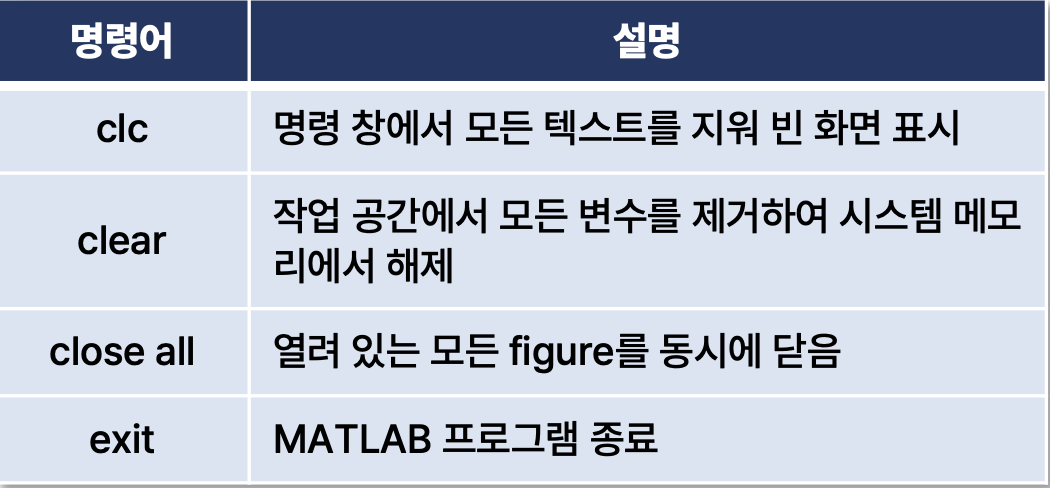 명령어 설명
clc 명령 창에서 모든 텍스트를 지워 빈 화면 표시
clear 작업 공간에서 모든 변수를 제거하여 시스템 메모
리에서 해제
close all 열려 있는 모든 figure를 동시에 닫음
exit MATLAB 프로그램 종료